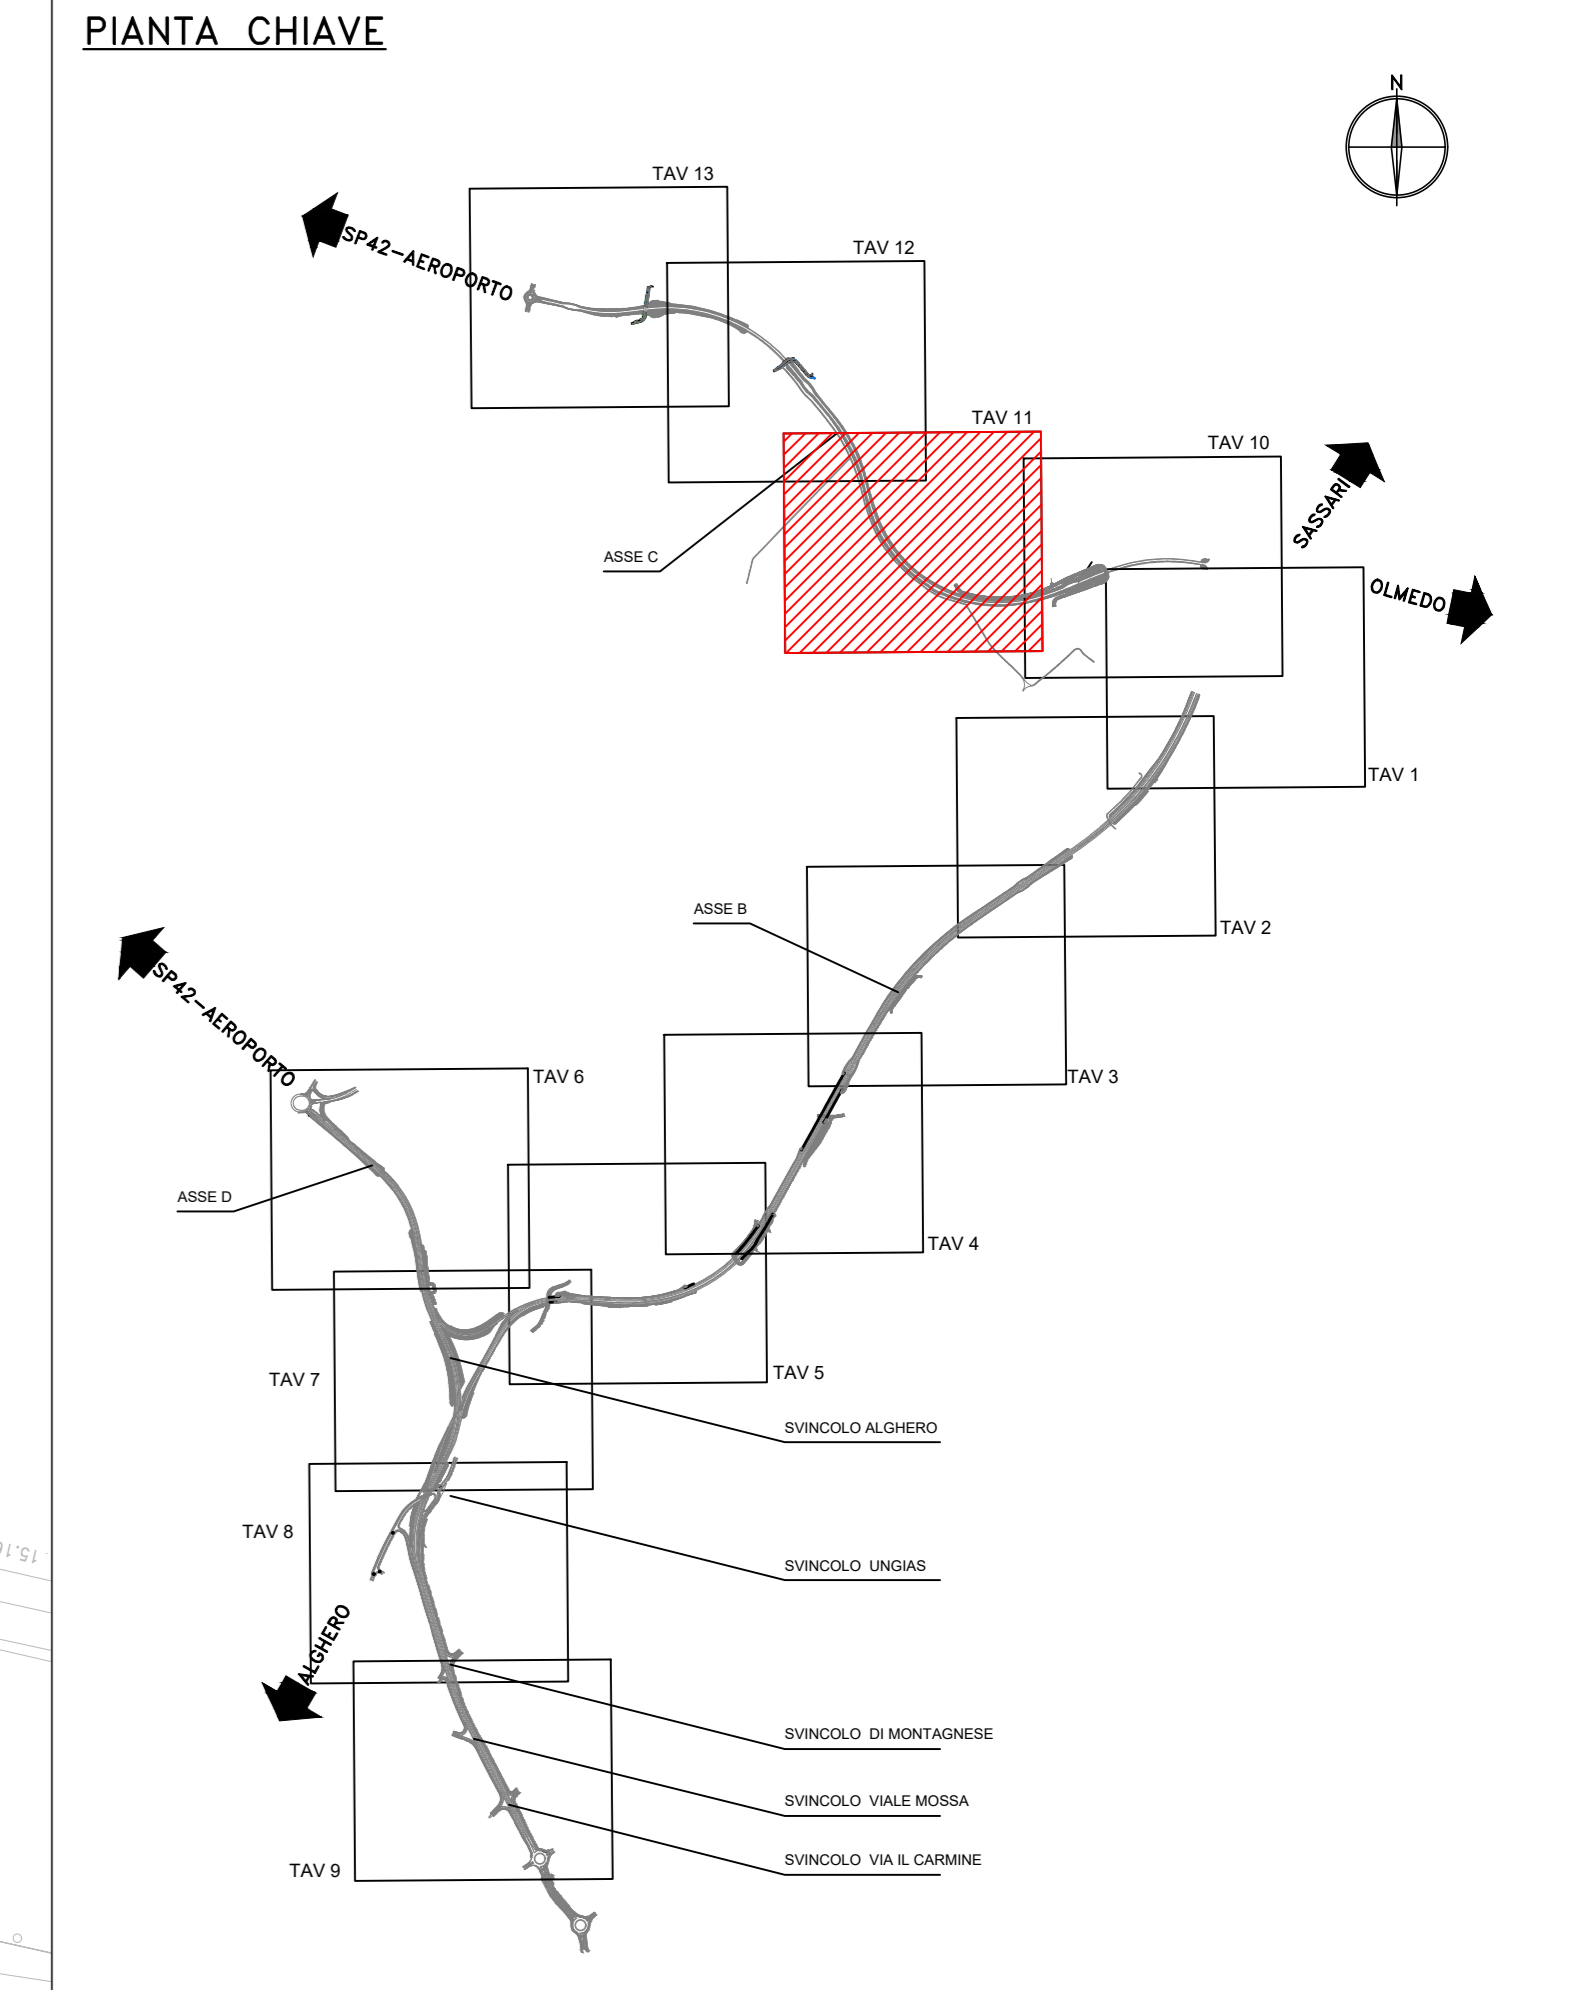 PIANTA CHIAVE
N
TAV 13
SP42-AEROPORTO
TAV 12
TAV 11
TAV 10
SASSARI
ASSE C
OLMEDO
TAV 1
ASSE B
TAV 2
SP42-AEROPORTO
TAV 6
TAV 3
ASSE D
TAV 4
TAV 7
TAV 5
SVINCOLO ALGHERO
TAV 8
SVINCOLO UNGIAS
ALGHERO
SVINCOLO DI MONTAGNESE
SVINCOLO VIALE MOSSA
SVINCOLO VIA IL CARMINE
TAV 9